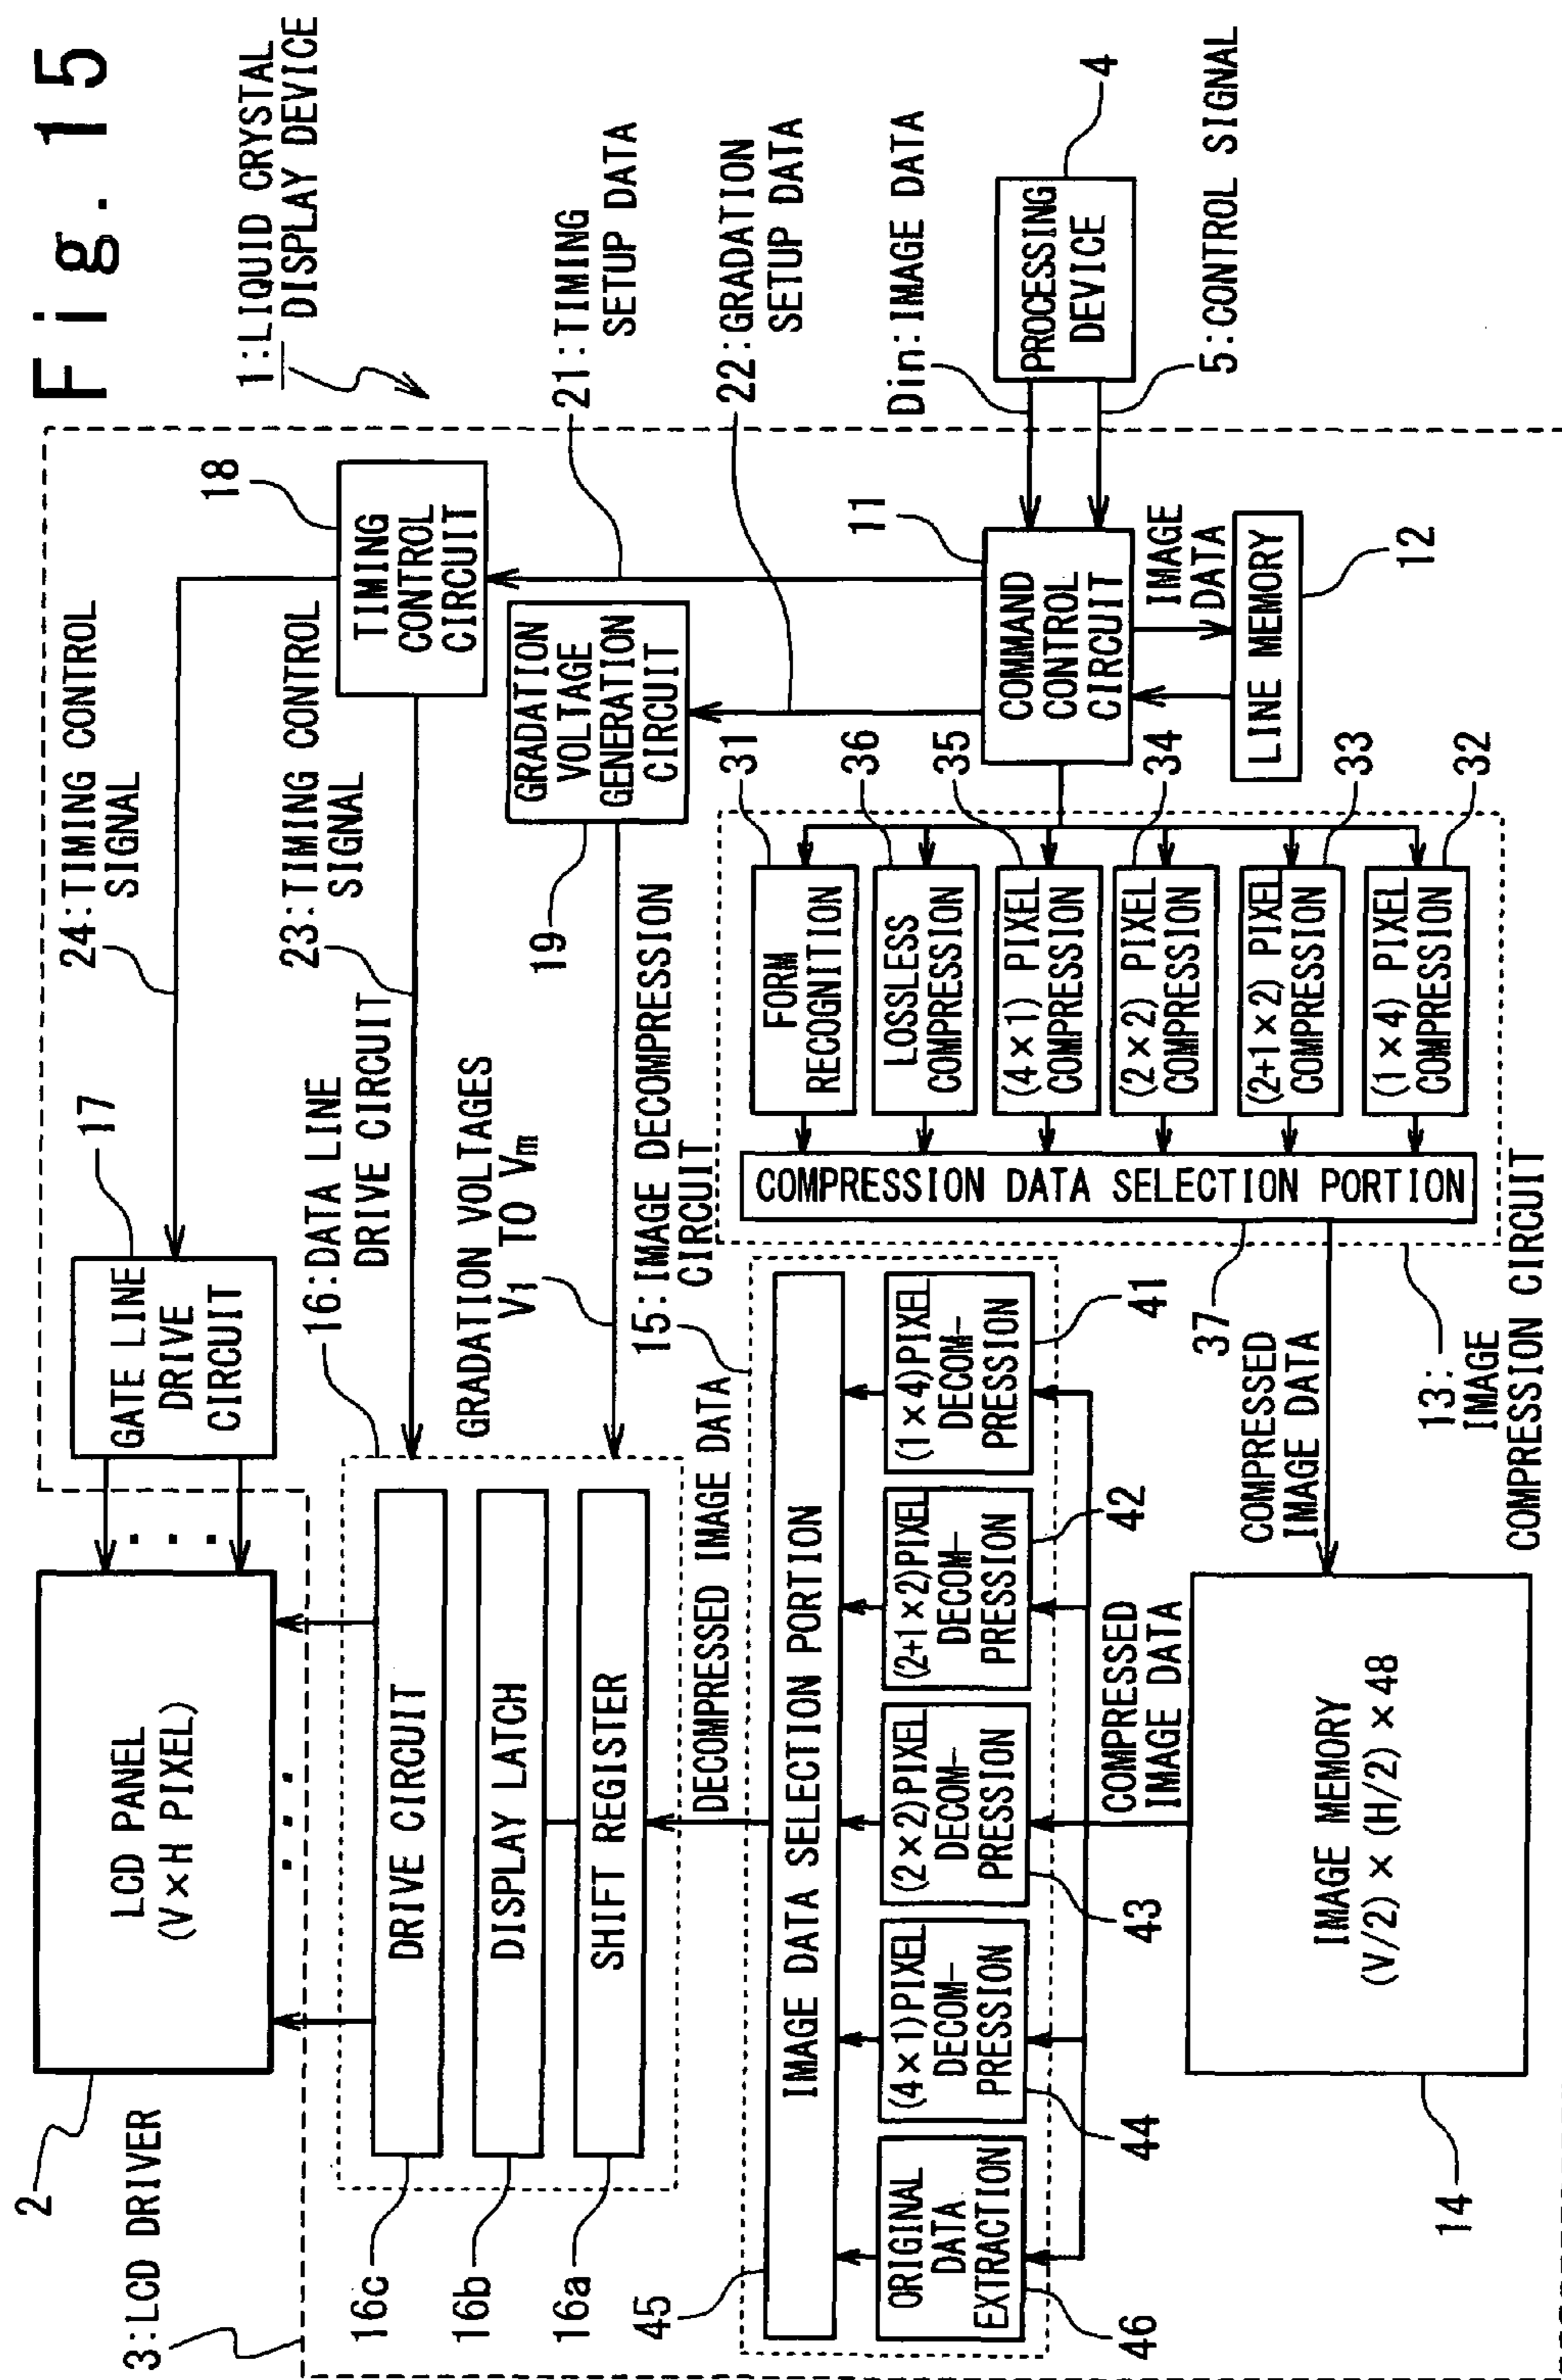 Fig. 15
1:LIQUID CRYSTAL
DISPLAY DEVICE
2
LCD PANEL
(V×H PIXEL)
3:LCD DRIVER
17
GATE LINE
DRIVE
CIRCUIT
24:TIMING CONTROL
SIGNAL
18
TIMING
CONTROL
CIRCUIT
23:TIMING CONTROL
SIGNAL
16:DATA LINE
DRIVE CIRCUIT
16c
DRIVE CIRCUIT
16b
DISPLAY LATCH
16a
SHIFT REGISTER
GRADATION VOLTAGES
V1 TO Vm
19
GRADATION
VOLTAGE
GENERATION
CIRCUIT
21:TIMING
SETUP DATA
22:GRADATION
SETUP DATA
DECOMPRESSED IMAGE DATA
15:IMAGE DECOMPRESSION
CIRCUIT
45
IMAGE DATA SELECTION PORTION
ORIGINAL
DATA
EXTRACTION
46
(4×1)PIXEL
DECOM-
PRESSION
44
(2×2)PIXEL
DECOM-
PRESSION
43
(2+1×2)PIXEL
DECOM-
PRESSION
42
(1×4)PIXEL
DECOM-
PRESSION
41
COMPRESSED
IMAGE DATA
IMAGE MEMORY
(V/2)×(H/2)×48
14
COMPRESSED
IMAGE DATA
37
COMPRESSION DATA SELECTION PORTION
13:
IMAGE
COMPRESSION CIRCUIT
FORM
RECOGNITION
31
LOSSLESS
COMPRESSION
36
(4×1) PIXEL
COMPRESSION
35
(2×2) PIXEL
COMPRESSION
34
(2+1×2) PIXEL
COMPRESSION
33
(1×4) PIXEL
COMPRESSION
32
11
COMMAND
CONTROL
CIRCUIT
IMAGE
DATA
LINE MEMORY
12
Din:IMAGE DATA
PROCESSING
DEVICE
4
5:CONTROL SIGNAL